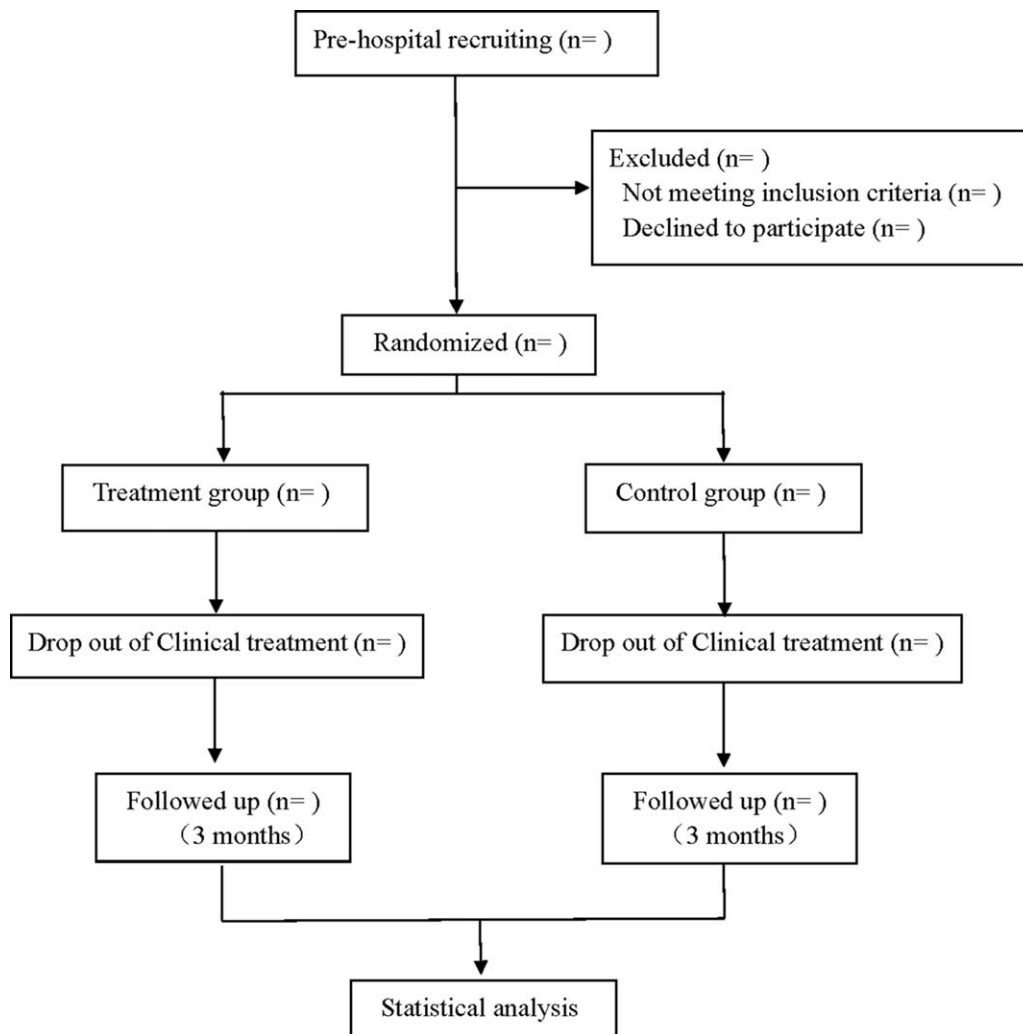 Pre-hospital recruiting (n= )
Excluded (n= )
Not meeting inclusion criteria (n= )
Declined to participate (n= )
Randomized (n= )
Treatment group (n= )
Control group (n= )
Drop out of Clinical treatment (n= )
Drop out of Clinical treatment (n= )
Followed up (n= )
（3 months）
Followed up (n= )
（3 months）
Statistical analysis